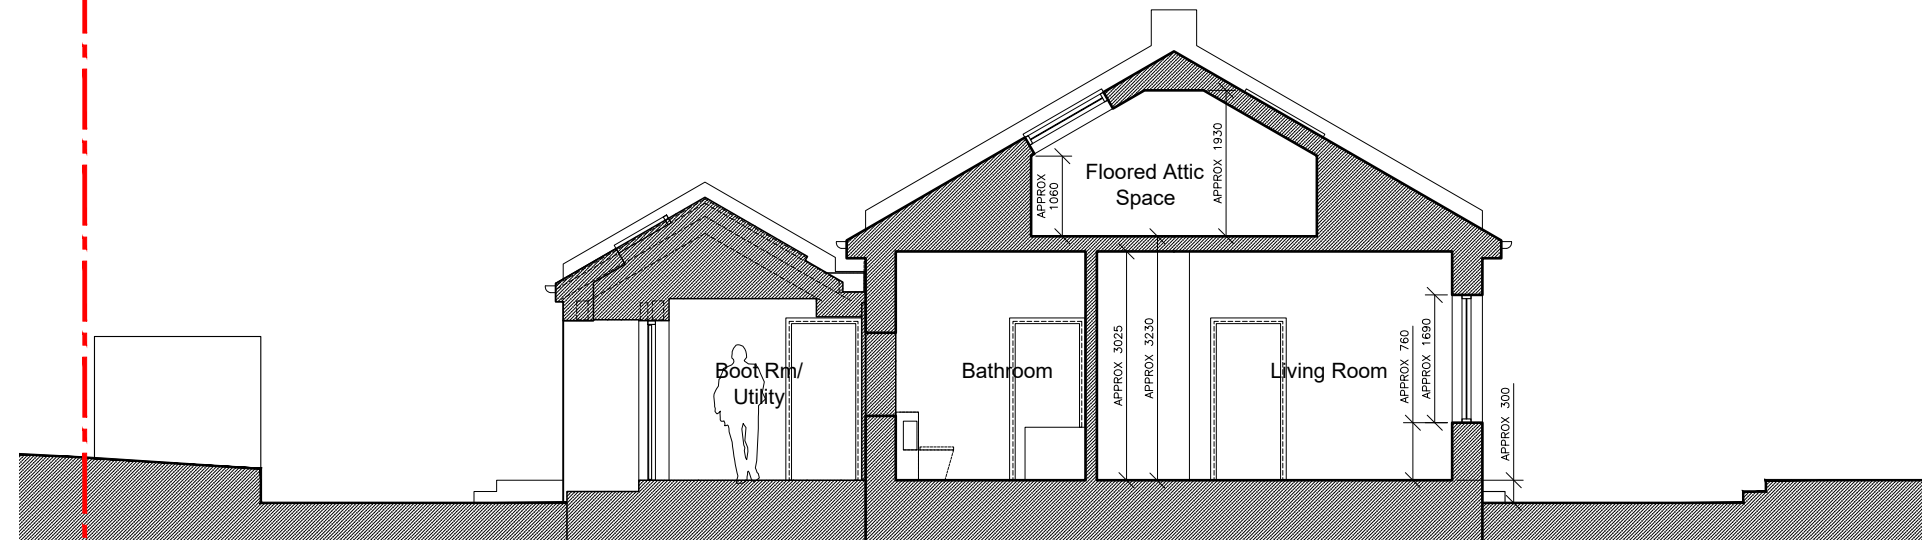 APPROX 1930
Floored Attic
Space
APPROX
1060
Boot Rm/
Utility
Bathroom
APPROX 3025
APPROX 3230
Living Room
APPROX 760
APPROX 1690
APPROX 300